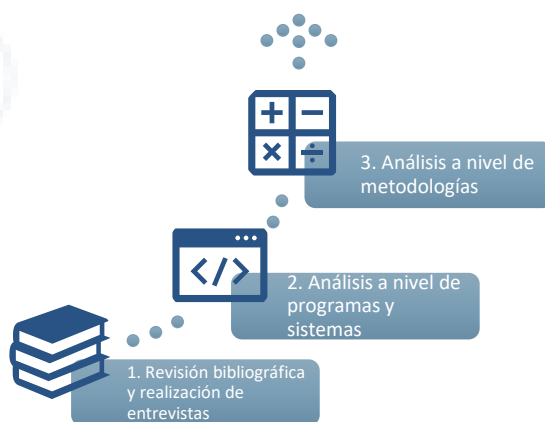 3. Análisis a nivel de
metodologías
2. Análisis a nivel de
programas y
sistemas
1. Revisión bibliográfica
y realización de
entrevistas